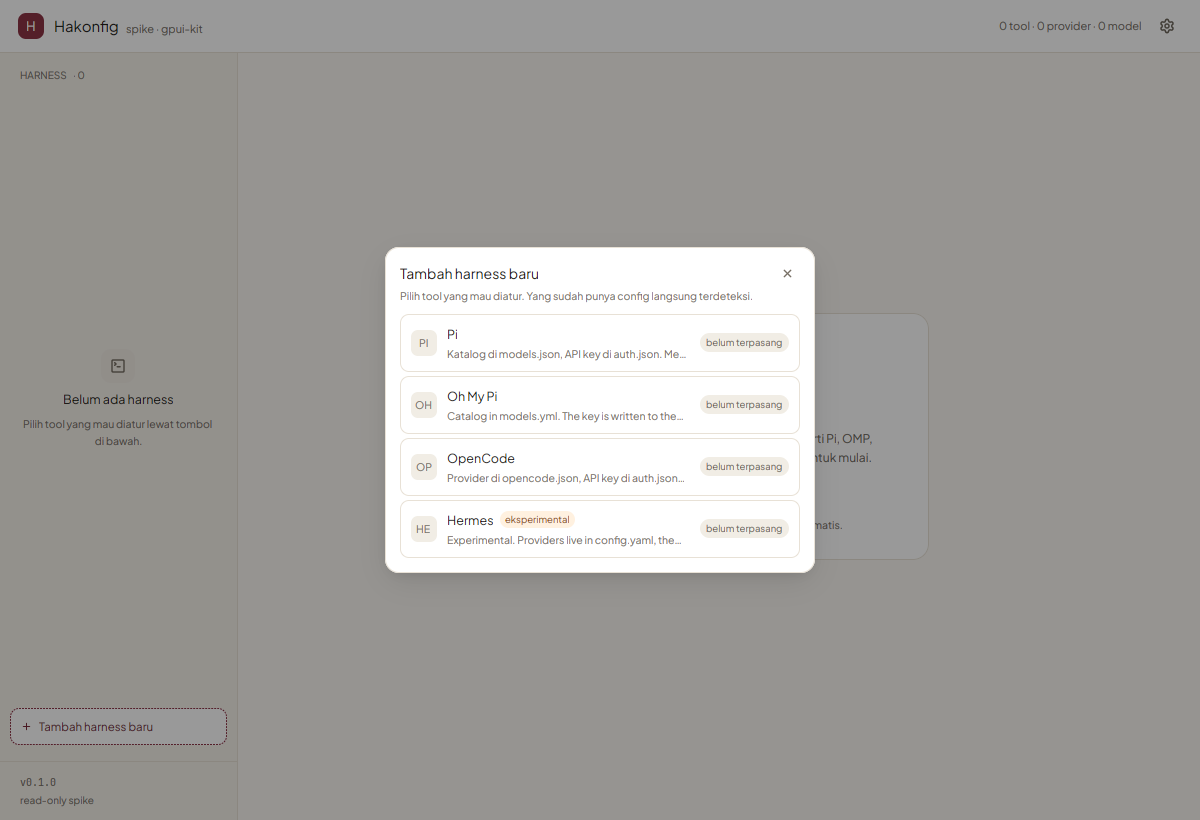 H Hakonfig spike · gpui-kit
0 tool · 0 provider · 0 model
HARNESS · 0
Belum ada harness
Pilih tool yang mau diatur lewat tombol
di bawah.
+ Tambah harness baru
v0.1.0
read-only spike
Tambah harness baru
Pilih tool yang mau diatur. Yang sudah punya config langsung terdeteksi.
PI
Pi
Katalog di models.json, API key di auth.json. Me…
belum terpasang
OH
Oh My Pi
Catalog in models.yml. The key is written to the…
belum terpasang
OP
OpenCode
Provider di opencode.json, API key di auth.json…
belum terpasang
HE
Hermes eksperimental
Experimental. Providers live in config.yaml, the…
belum terpasang
Pi, OMP,
mulai.